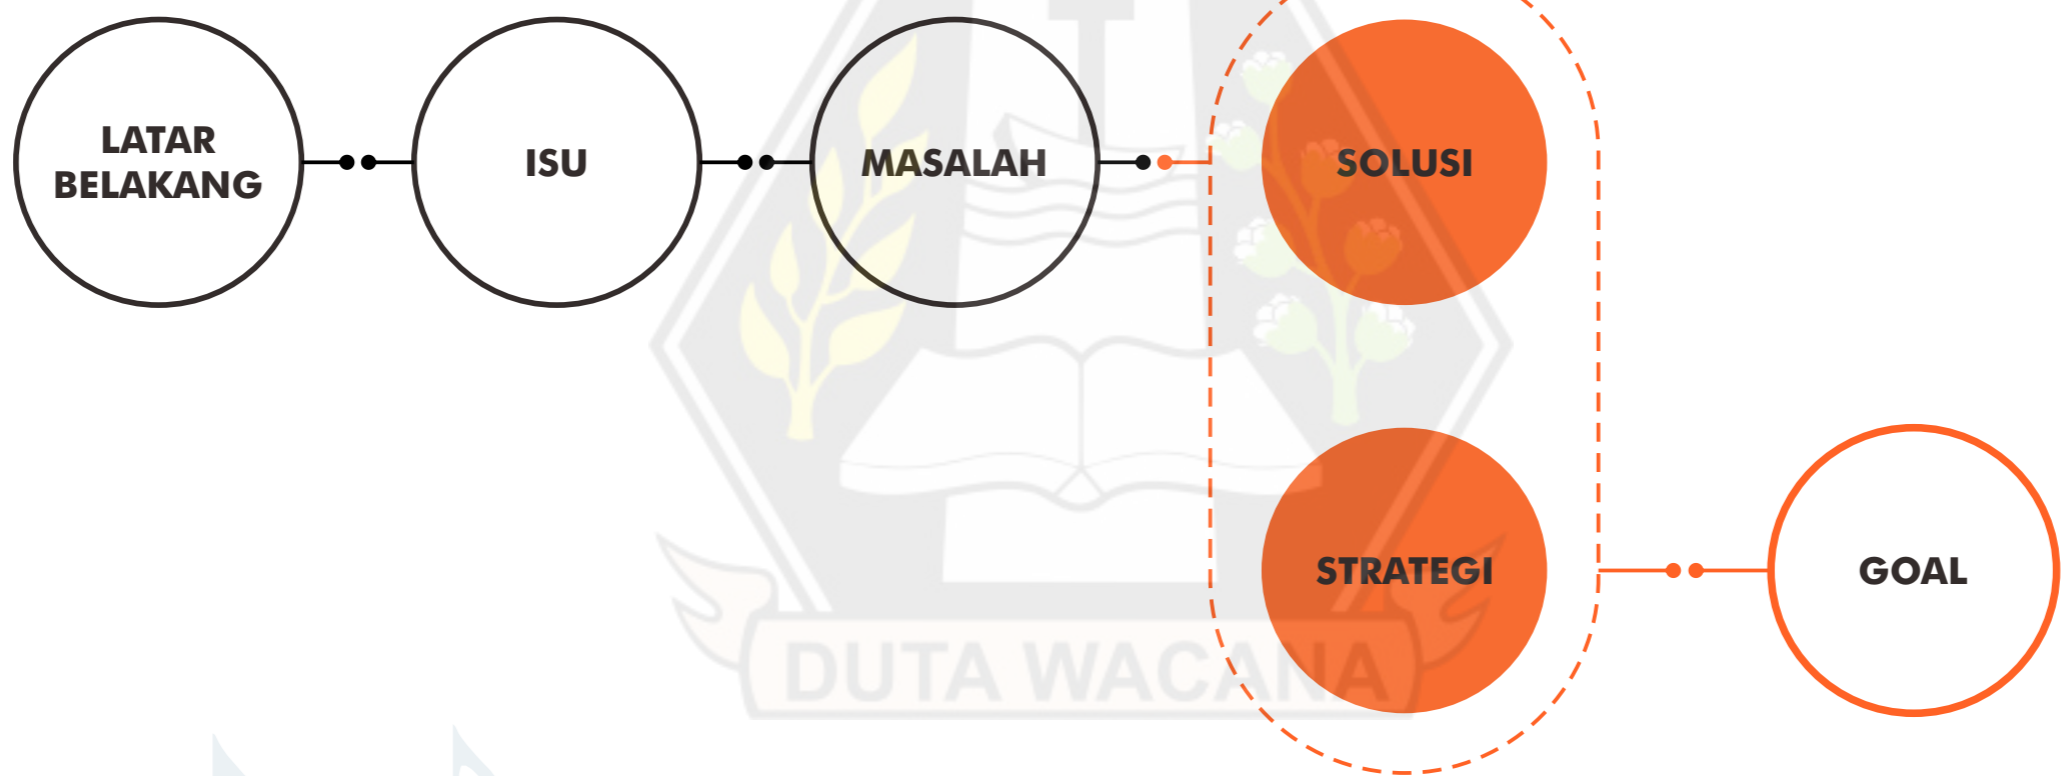 LATAR
BELAKANG
ISU
MASALAH
SOLUSI
STRATEGI
GOAL
DUTA WACANA